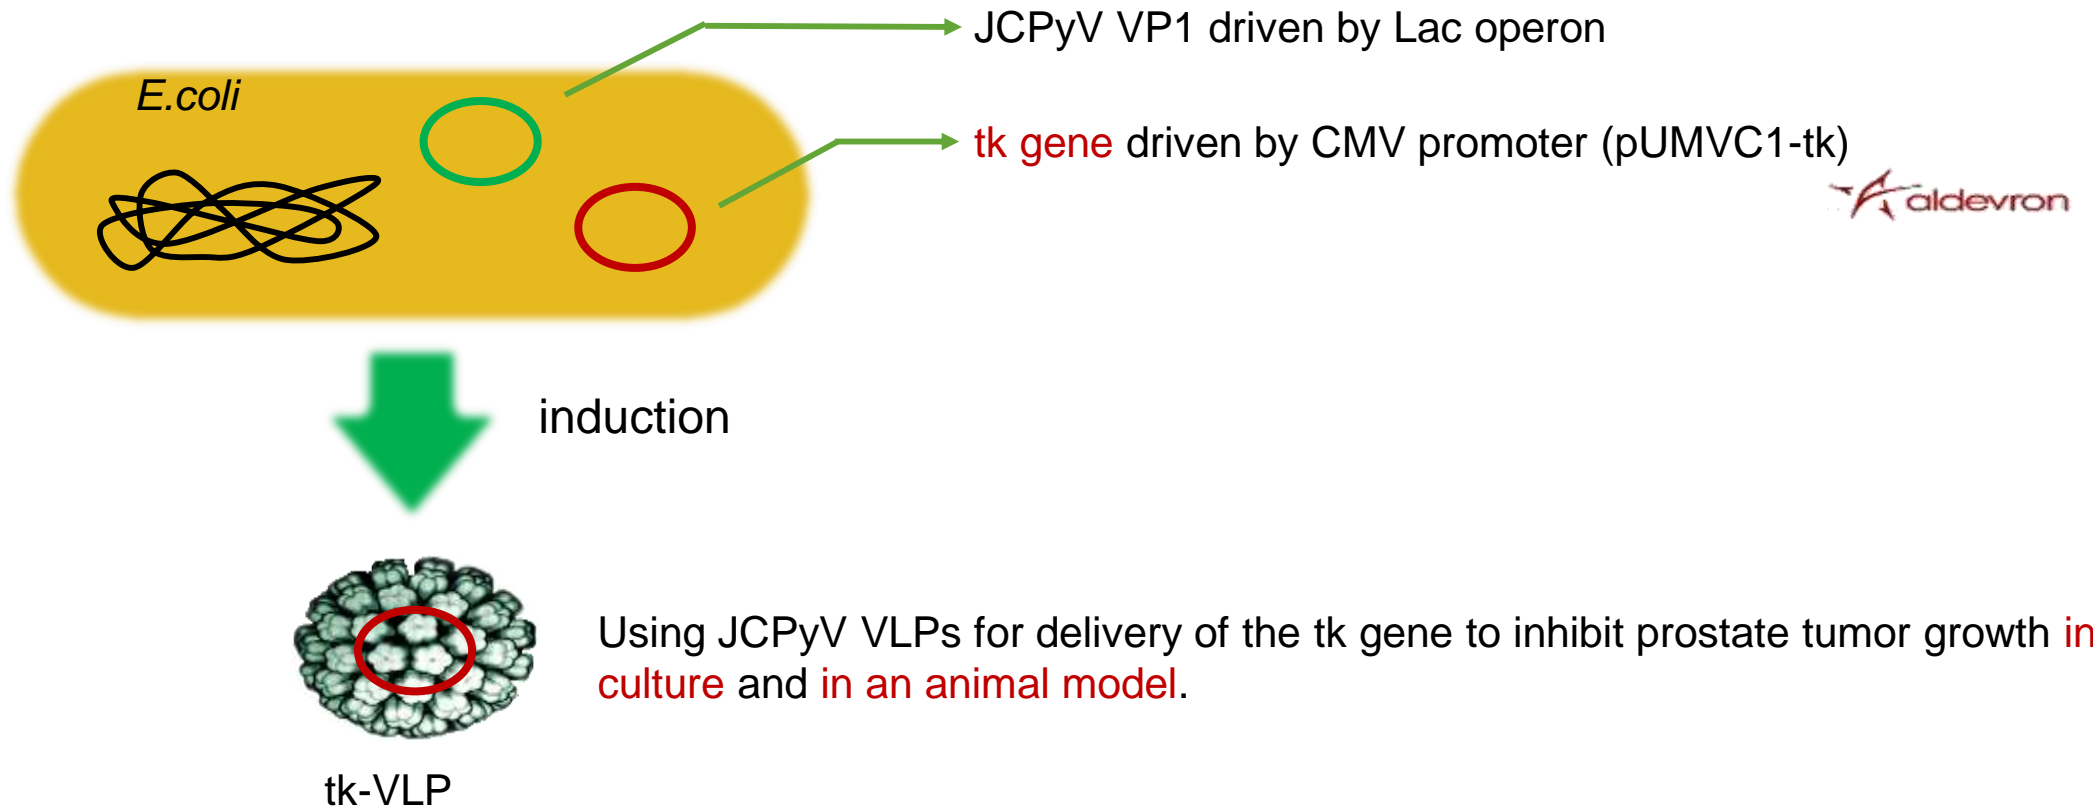 JCPyV VP1 driven by Lac operon
E.coli
tk gene driven by CMV promoter (pUMVC1-tk)
aldevron
induction
Using JCPyV VLPs for delivery of the tk gene to inhibit prostate tumor growth in
culture and in an animal model.
tk-VLP